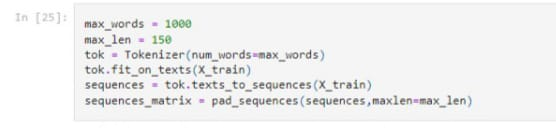 In [25]:
max_words = 1000
max_len = 150
tok = Tokenizer(num_words=max_words)
tok.fit_on_texts(X_train)
sequences = tok.texts_to_sequences(X_train)
sequences_matrix = pad_sequences(sequences,maxlen=max_len)